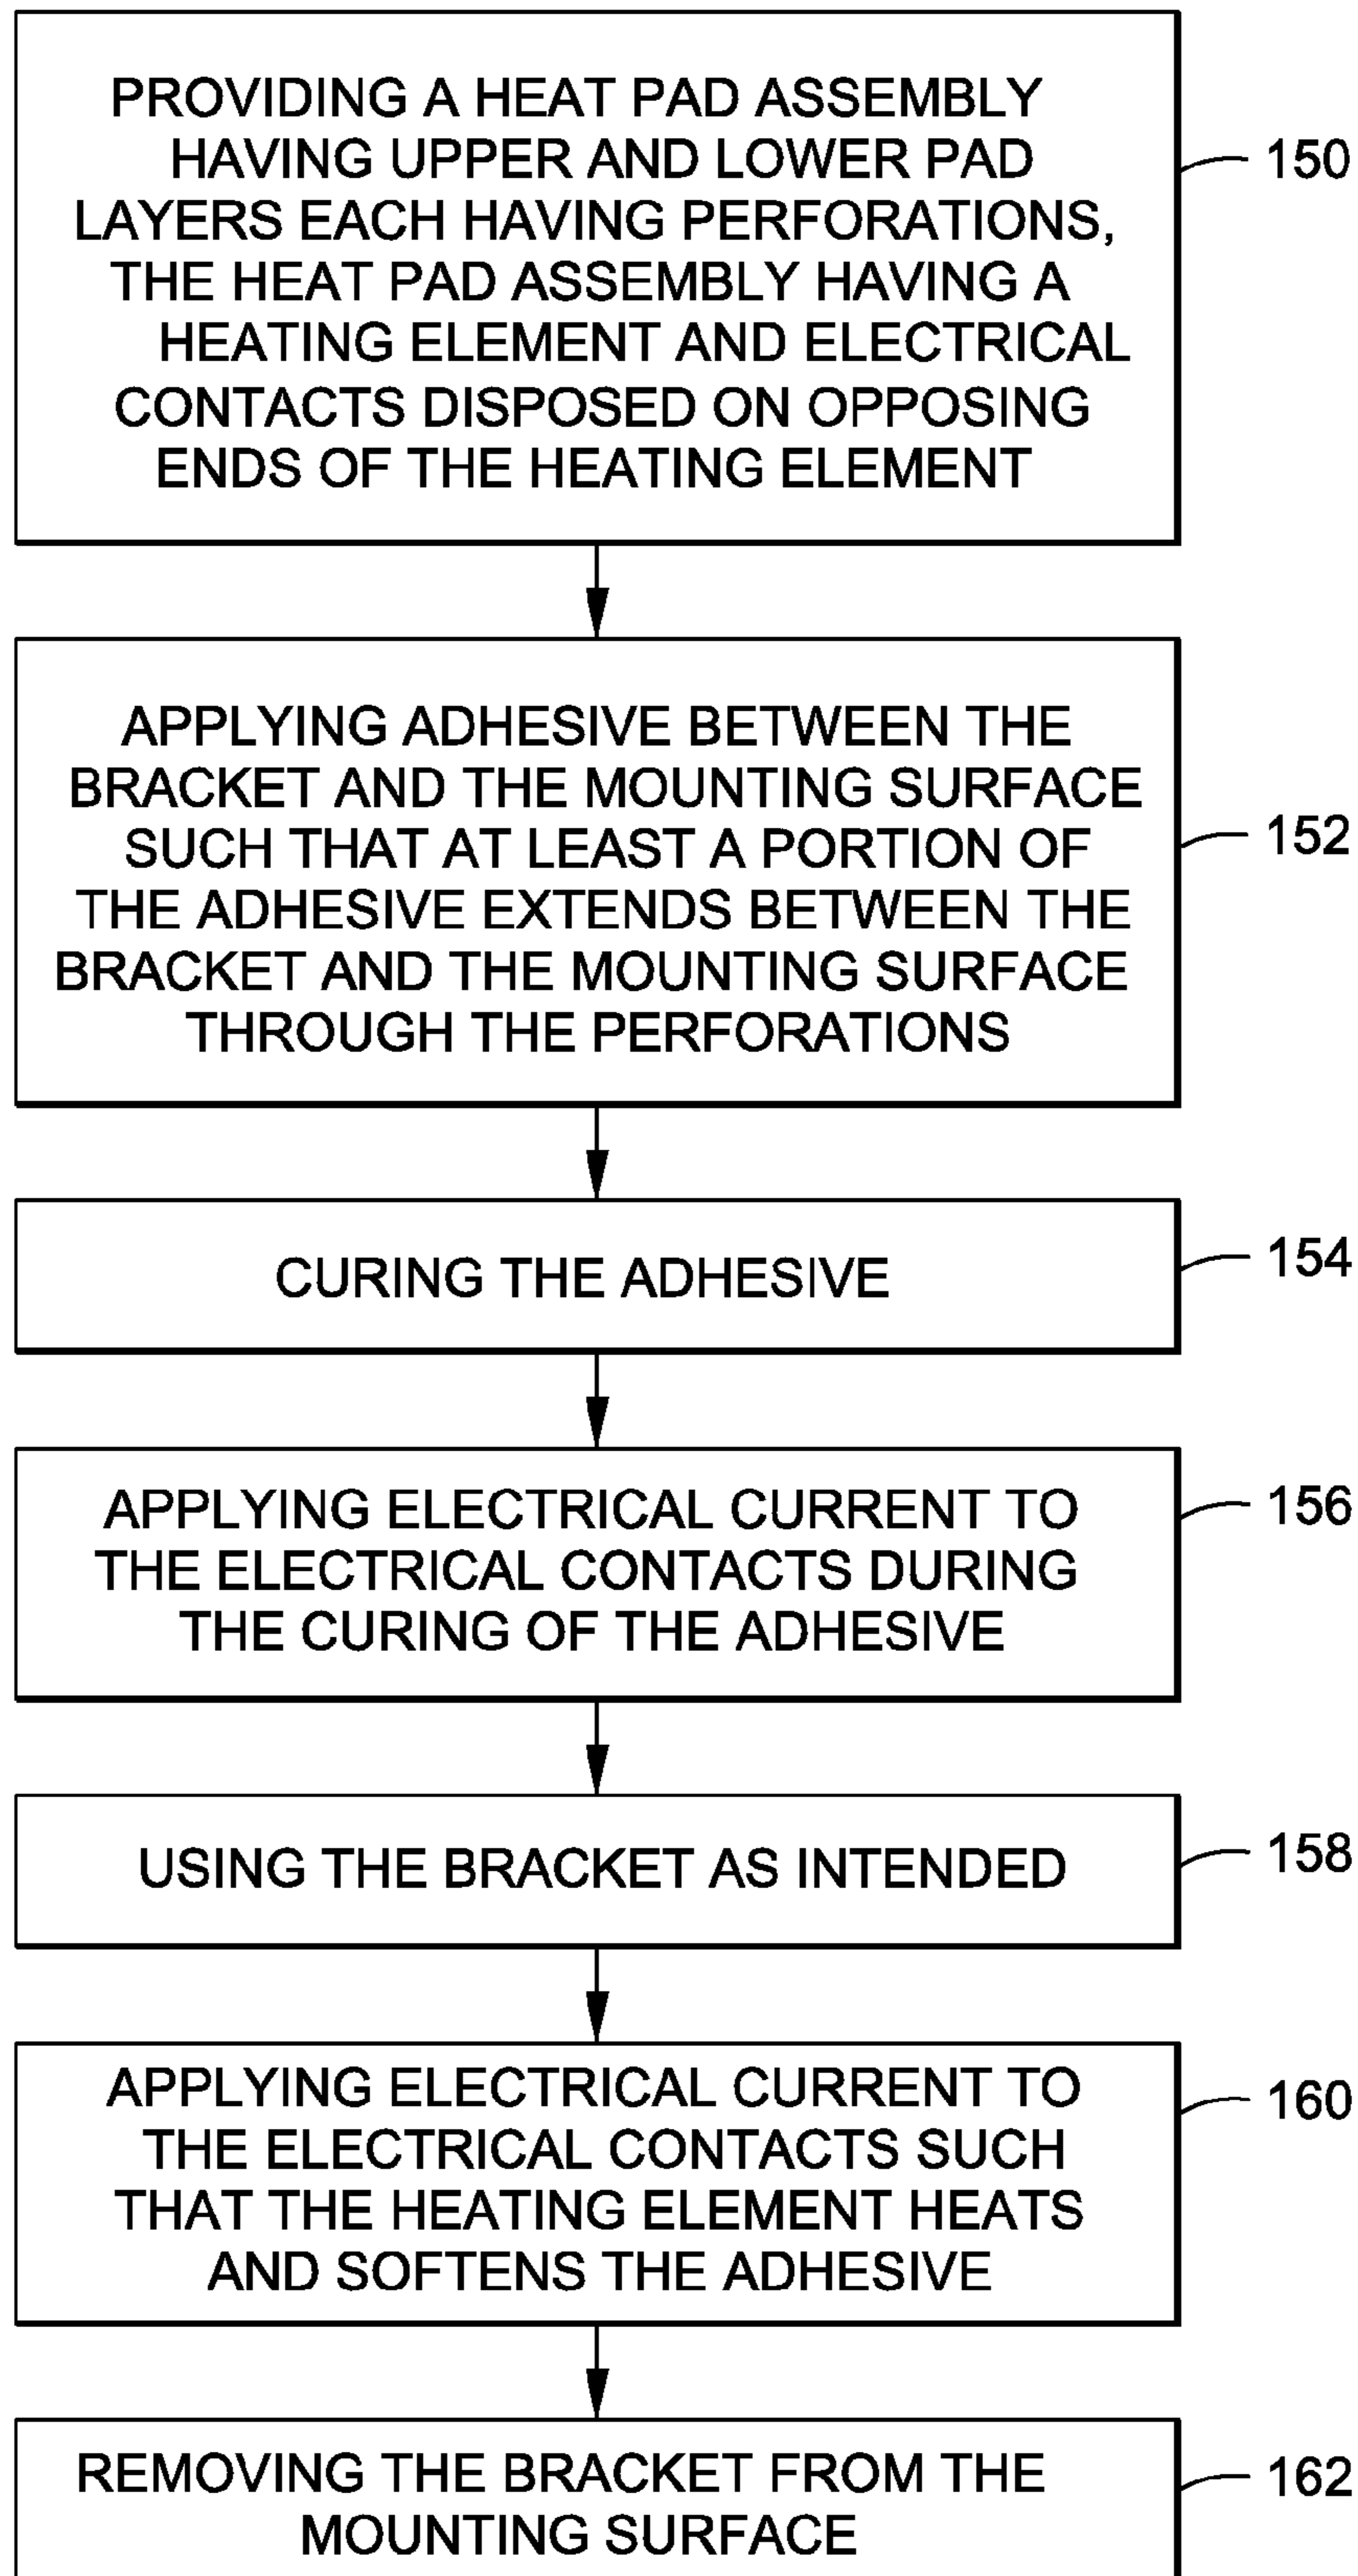 PROVIDING A HEAT PAD ASSEMBLY
HAVING UPPER AND LOWER PAD
LAYERS EACH HAVING PERFORATIONS,
THE HEAT PAD ASSEMBLY HAVING A
HEATING ELEMENT AND ELECTRICAL
CONTACTS DISPOSED ON OPPOSING
ENDS OF THE HEATING ELEMENT
150
APPLYING ADHESIVE BETWEEN THE
BRACKET AND THE MOUNTING SURFACE
SUCH THAT AT LEAST A PORTION OF
THE ADHESIVE EXTENDS BETWEEN THE
BRACKET AND THE MOUNTING SURFACE
THROUGH THE PERFORATIONS
152
CURING THE ADHESIVE
154
APPLYING ELECTRICAL CURRENT TO
THE ELECTRICAL CONTACTS DURING
THE CURING OF THE ADHESIVE
156
USING THE BRACKET AS INTENDED
158
APPLYING ELECTRICAL CURRENT TO
THE ELECTRICAL CONTACTS SUCH
THAT THE HEATING ELEMENT HEATS
AND SOFTENS THE ADHESIVE
160
REMOVING THE BRACKET FROM THE
MOUNTING SURFACE
162